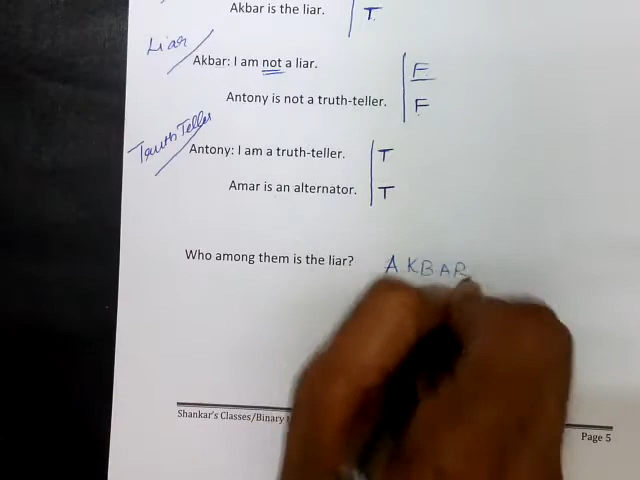 Akbar is the liar. T
Liar
Akbar: I am not a liar. F
Antony is not a truth-teller. F
Truth Teller
Antony: I am a truth-teller. T
Amar is an alternator. T
Who among them is the liar? AKBAR
Shankar's Classes/Binary
Page 5